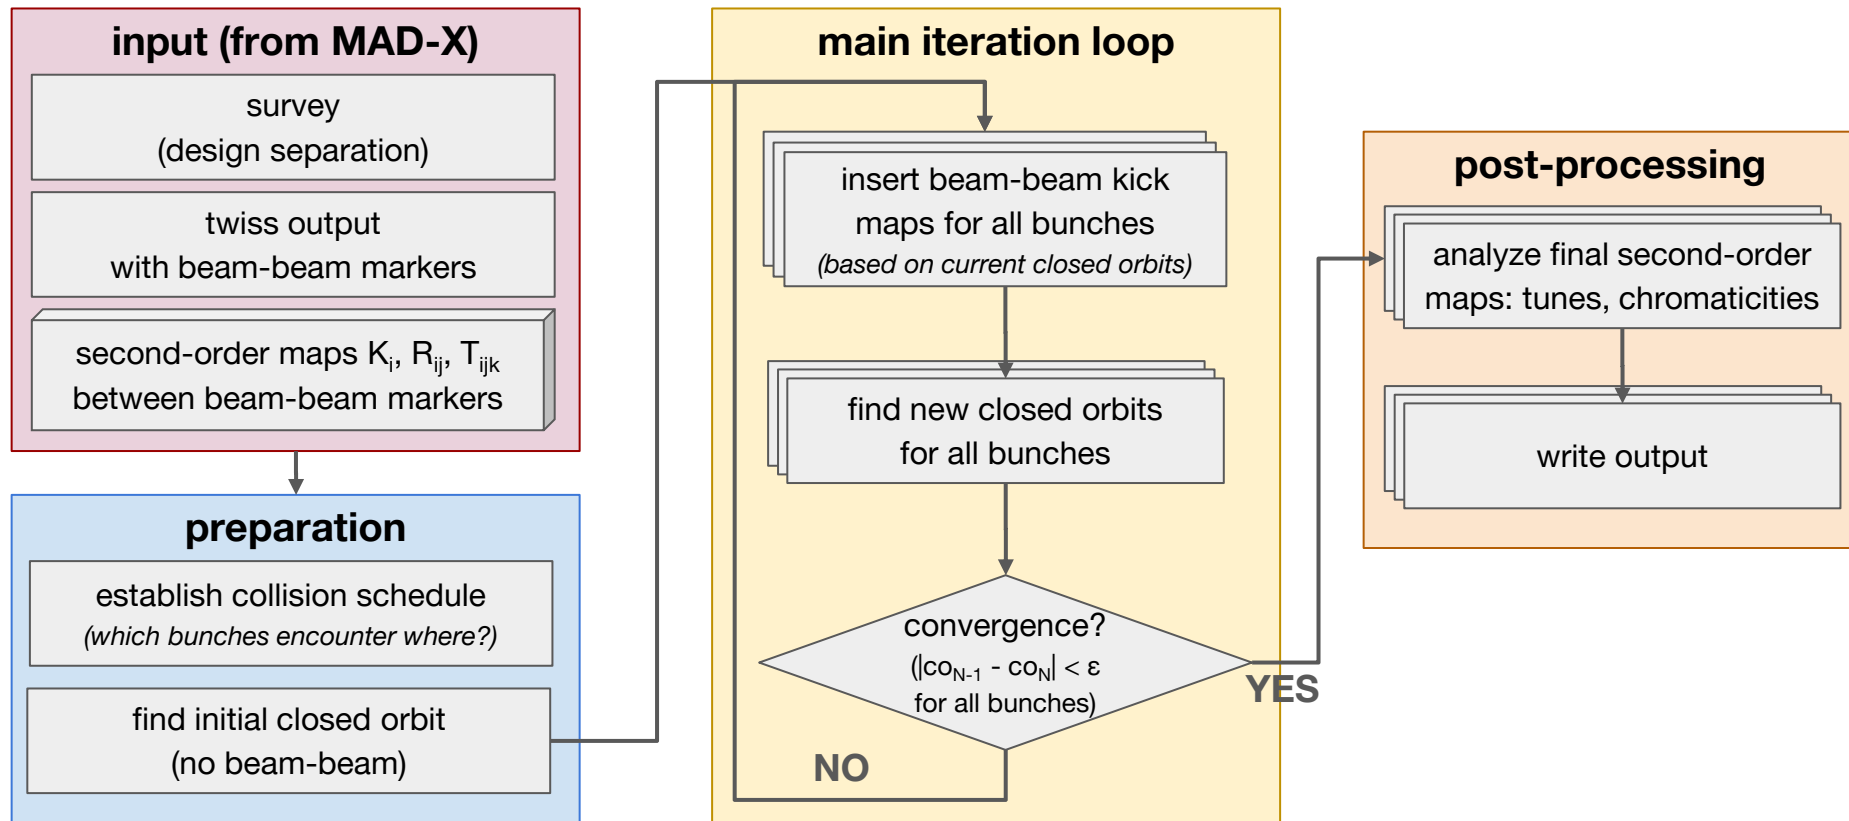 input (from MAD-X)
survey
(design separation)
twiss output
with beam-beam markers
second-order maps Kᵢ, Rᵢⱼ, Tᵢⱼₖ
between beam-beam markers
preparation
establish collision schedule
(which bunches encounter where?)
find initial closed orbit
(no beam-beam)
main iteration loop
insert beam-beam kick
maps for all bunches
(based on current closed orbits)
find new closed orbits
for all bunches
convergence?
(|co_N-1 - co_N| < ε
for all bunches)
YES
NO
post-processing
analyze final second-order
maps: tunes, chromaticities
write output